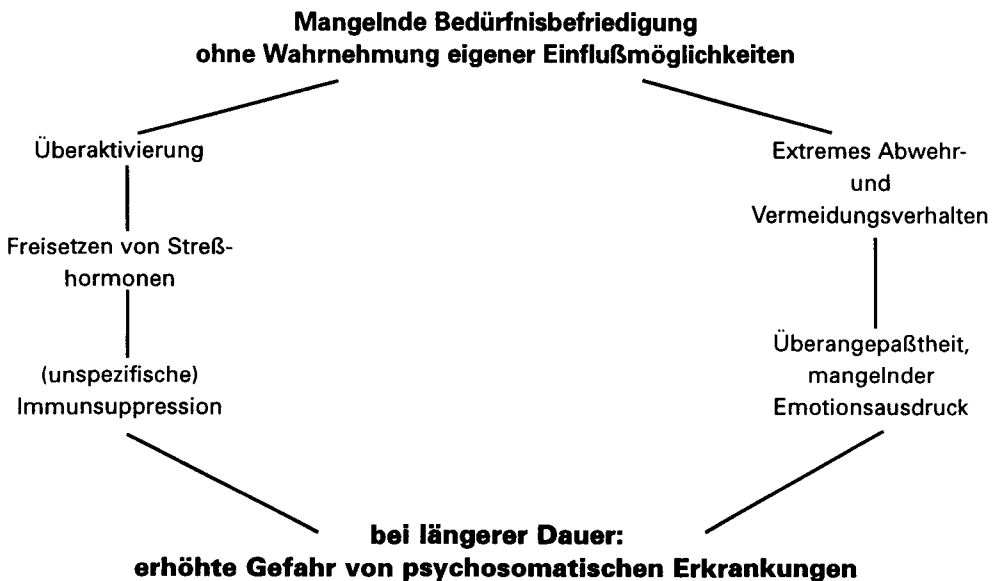 Mangelnde Bedürfnisbefriedigung
ohne Wahrnehmung eigener Einflußmöglichkeiten
Überaktivierung
Freisetzen von Streß-
hormonen
(unspezifische)
Immunsuppression
Extremes Abwehr-
und
Vermeidungsverhalten
Überangepaßtheit,
mangelnder
Emotionsausdruck
bei längerer Dauer:
erhöhte Gefahr von psychosomatischen Erkrankungen